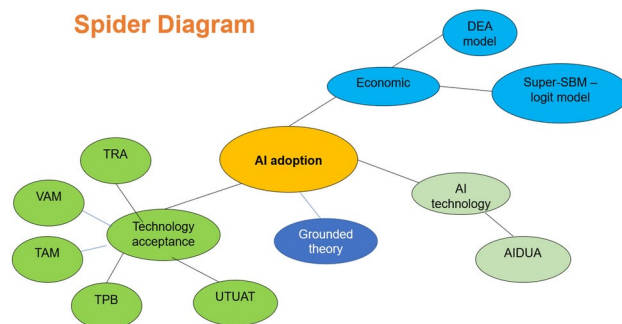 Spider Diagram
DEA
model
Economic
Super-SBM –
logit model
AI adoption
TRA
VAM
Technology
acceptance
TAM
TPB
UTUAT
Grounded
theory
AI
technology
AIDUA